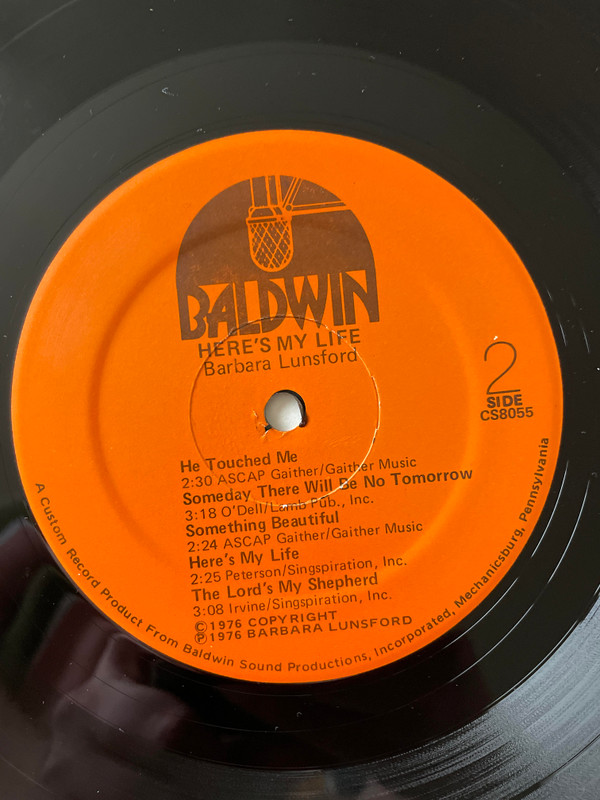 BALDWIN
HERE'S MY LIFE
Barbara Lunsford
2
SIDE
CS8055
He Touched Me
2:30 ASCAP Gaither/Gaither Music
Someday There Will Be No Tomorrow
3:18 O'Dell/Lamb Pub., Inc.
Something Beautiful
2:24 ASCAP Gaither/Gaither Music
Here's My Life
2:25 Peterson/Singspiration, Inc.
The Lord's My Shepherd
3:08 Irvine/Singspiration, Inc.
©1976 COPYRIGHT
℗1976 BARBARA LUNSFORD
A Custom Record Product From Baldwin Sound Productions, Incorporated, Mechanicsburg, Pennsylvania